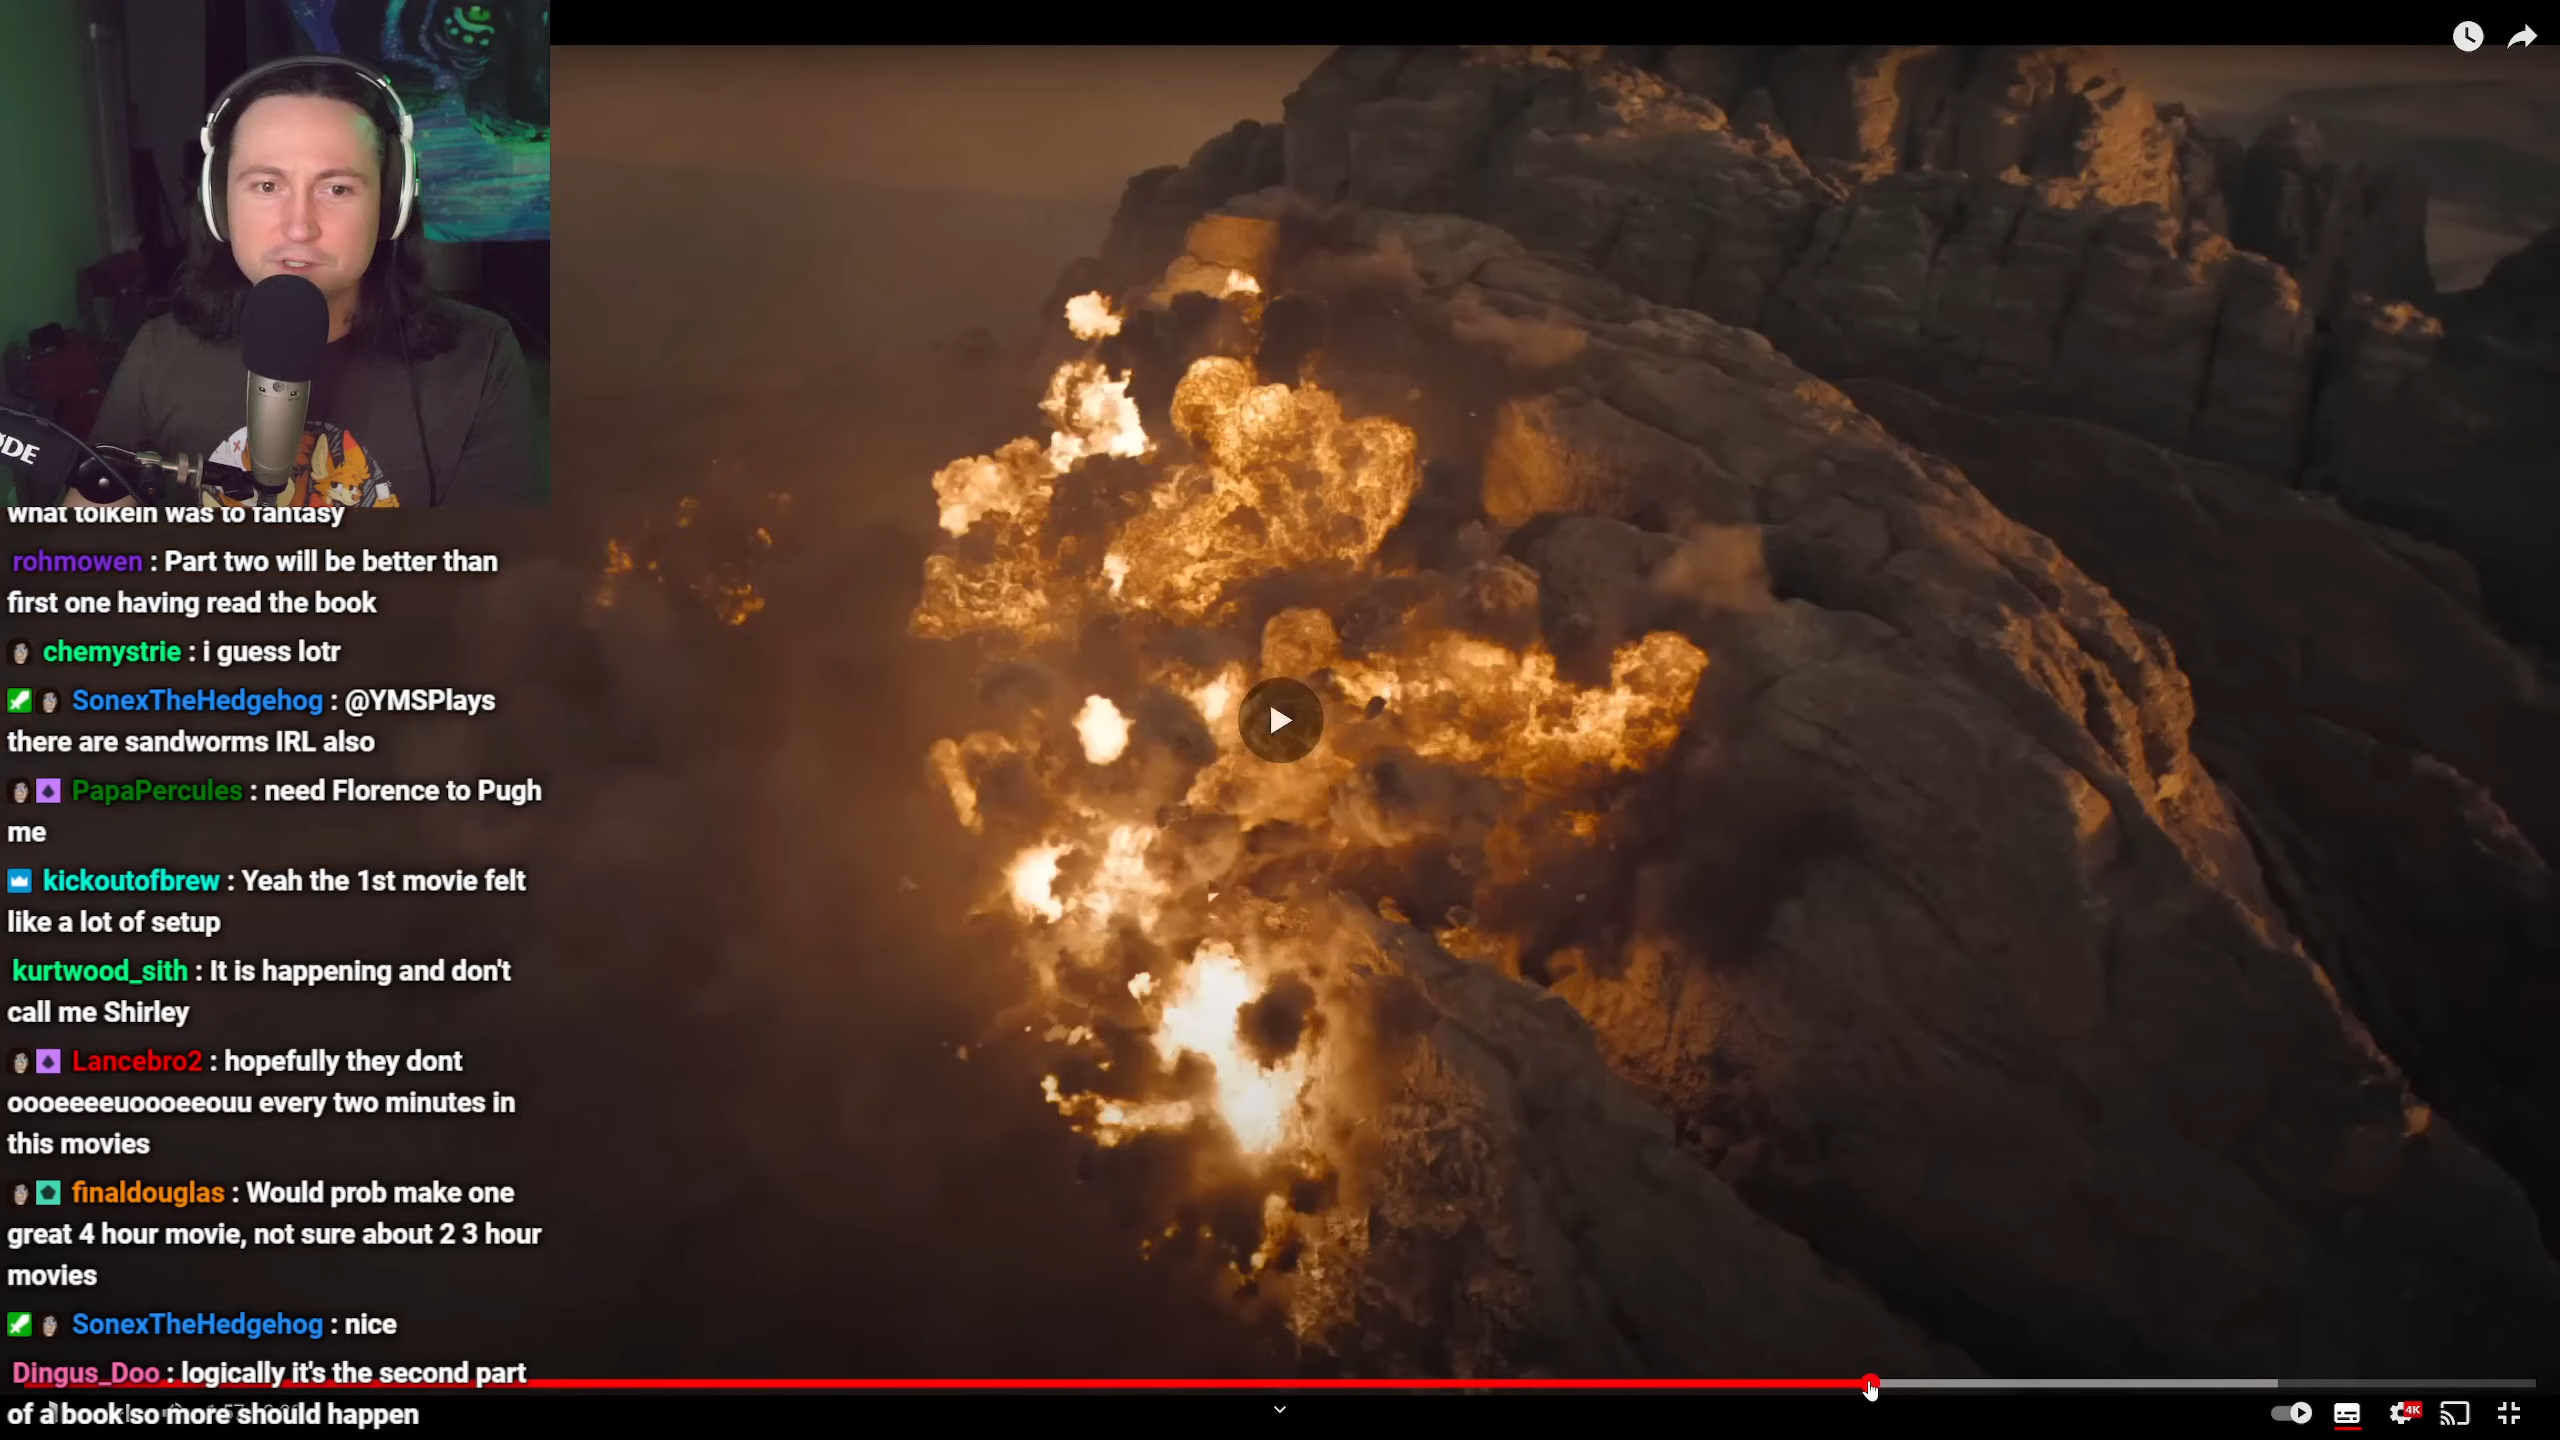 ØDE
what tolkein was to fantasy
rohmowen : Part two will be better than
first one having read the book
chemystrie : i guess lotr
SonexTheHedgehog : @YMSPlays
there are sandworms IRL also
PapaPercules : need Florence to Pugh
me
kickoutofbrew : Yeah the 1st movie felt
like a lot of setup
kurtwood_sith : It is happening and don't
call me Shirley
Lancebro2 : hopefully they dont
oooeeeeuoooeeouu every two minutes in
this movies
finaldouglas : Would prob make one
great 4 hour movie, not sure about 2 3 hour
movies
SonexTheHedgehog : nice
Dingus_Doo : logically it's the second part
of a book so more should happen
4K